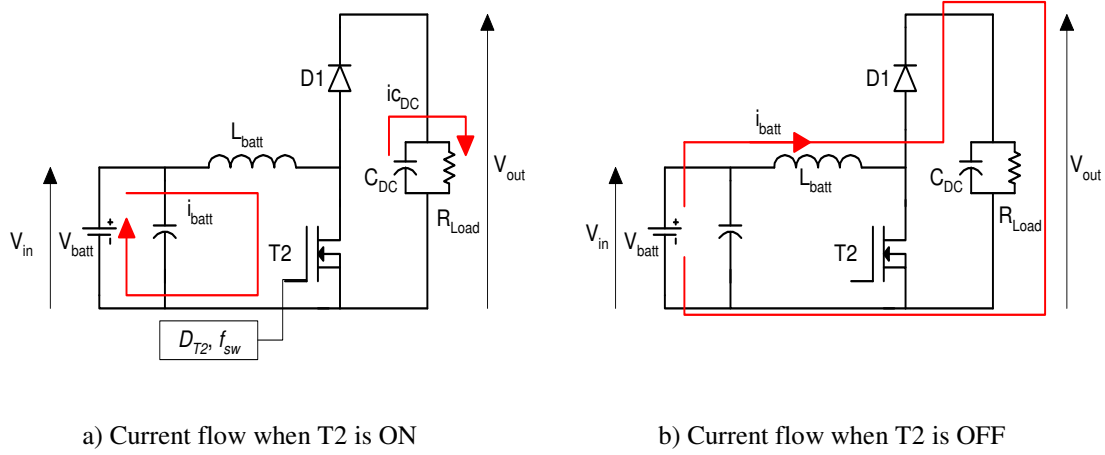 D1
ic_DC
L_batt
C_DC
V_out
i_batt
R_Load
V_in
V_batt
+
-
T2
D_T2, f_sw
a) Current flow when T2 is ON
D1
i_batt
L_batt
C_DC
V_out
R_Load
V_in
V_batt
+
-
T2
b) Current flow when T2 is OFF